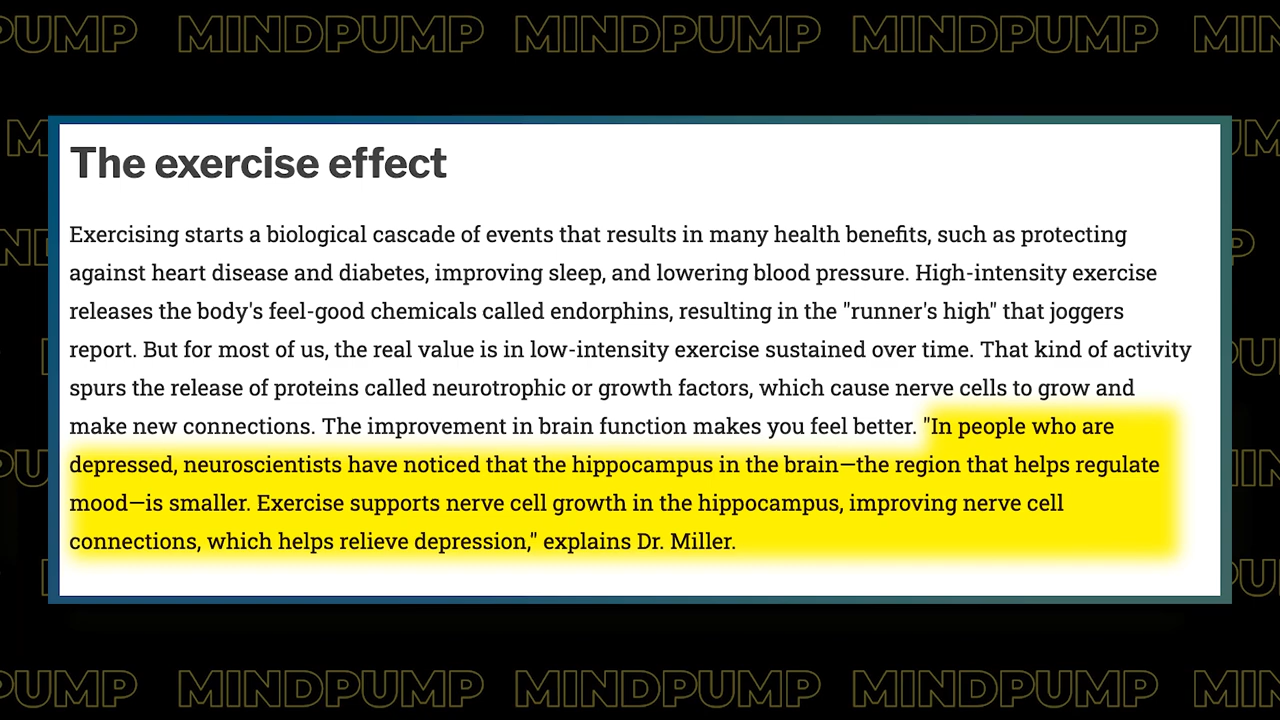 PUMP MINDPUMP MINDPUMP MINDPUMP MIN
The exercise effect
Exercising starts a biological cascade of events that results in many health benefits, such as protecting
against heart disease and diabetes, improving sleep, and lowering blood pressure. High-intensity exercise
releases the body's feel-good chemicals called endorphins, resulting in the "runner's high" that joggers
report. But for most of us, the real value is in low-intensity exercise sustained over time. That kind of activity
spurs the release of proteins called neurotrophic or growth factors, which cause nerve cells to grow and
make new connections. The improvement in brain function makes you feel better. "In people who are
depressed, neuroscientists have noticed that the hippocampus in the brain—the region that helps regulate
mood—is smaller. Exercise supports nerve cell growth in the hippocampus, improving nerve cell
connections, which helps relieve depression," explains Dr. Miller.
PUMP MINDPUMP MINDPUMP MINDPUMP MIN